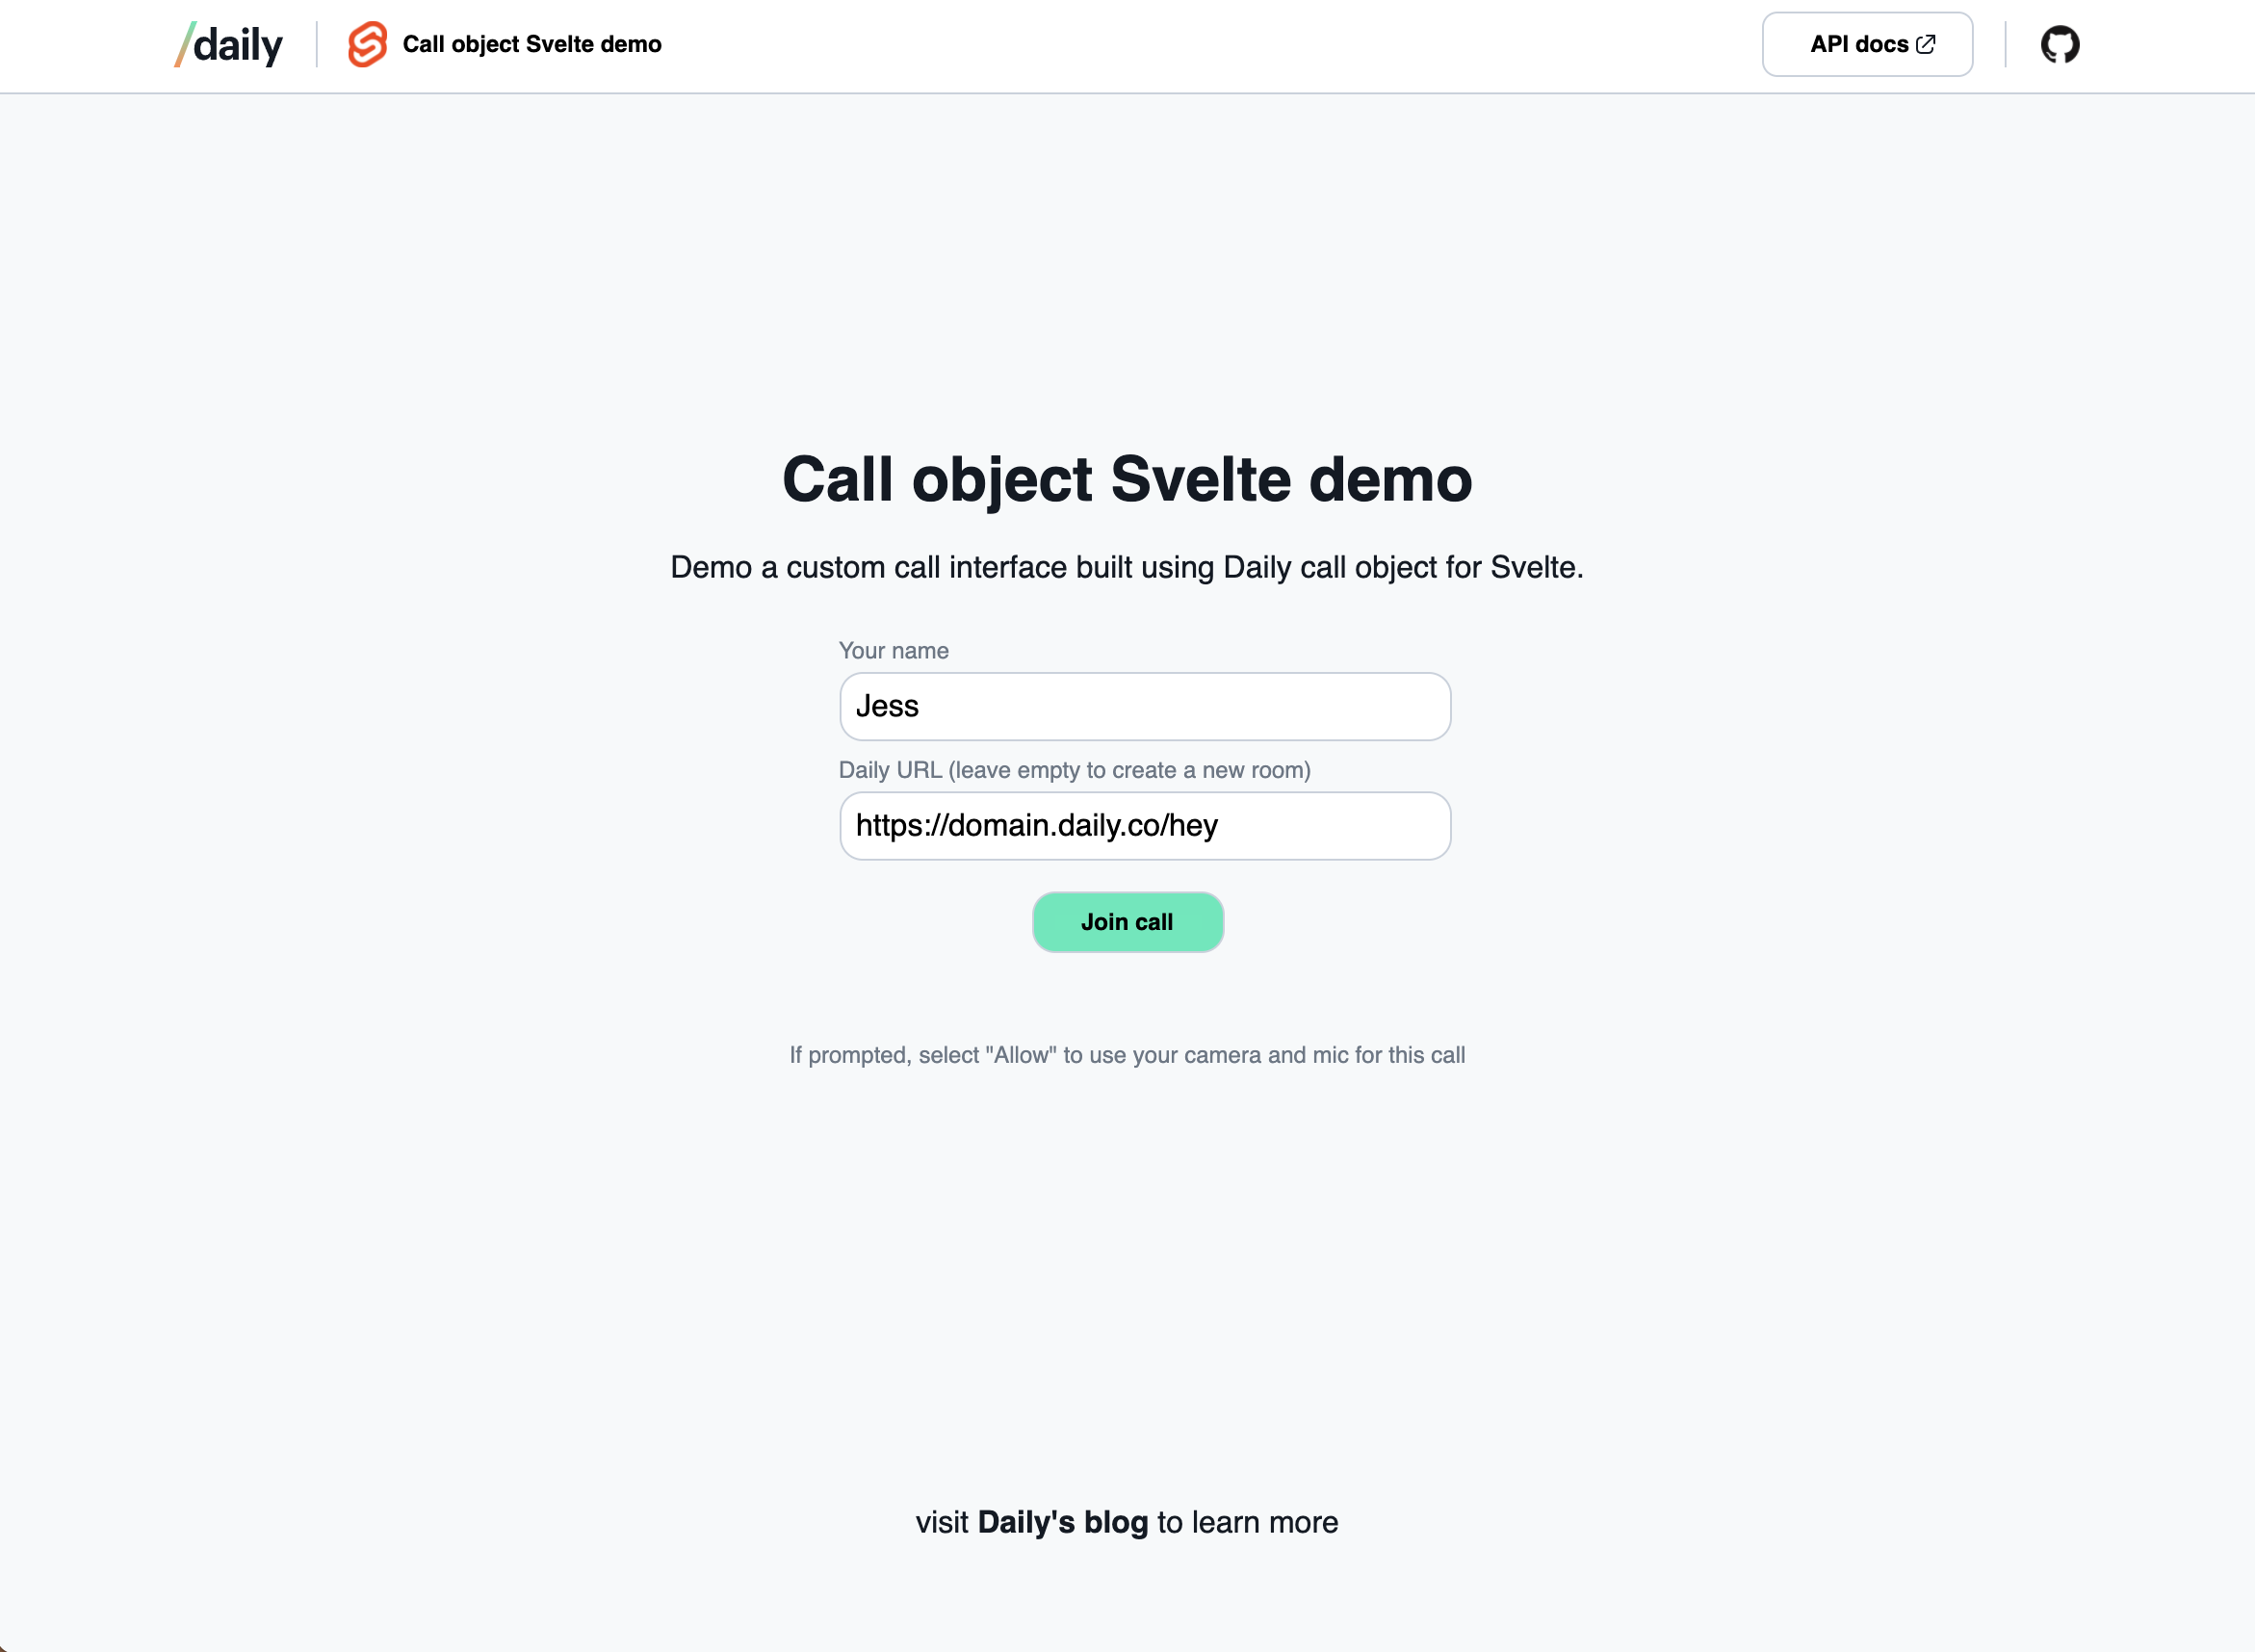 /daily
Call object Svelte demo
API docs
Call object Svelte demo
Demo a custom call interface built using Daily call object for Svelte.
Your name
Jess
Daily URL (leave empty to create a new room)
https://domain.daily.co/hey
Join call
If prompted, select "Allow" to use your camera and mic for this call
visit Daily's blog to learn more